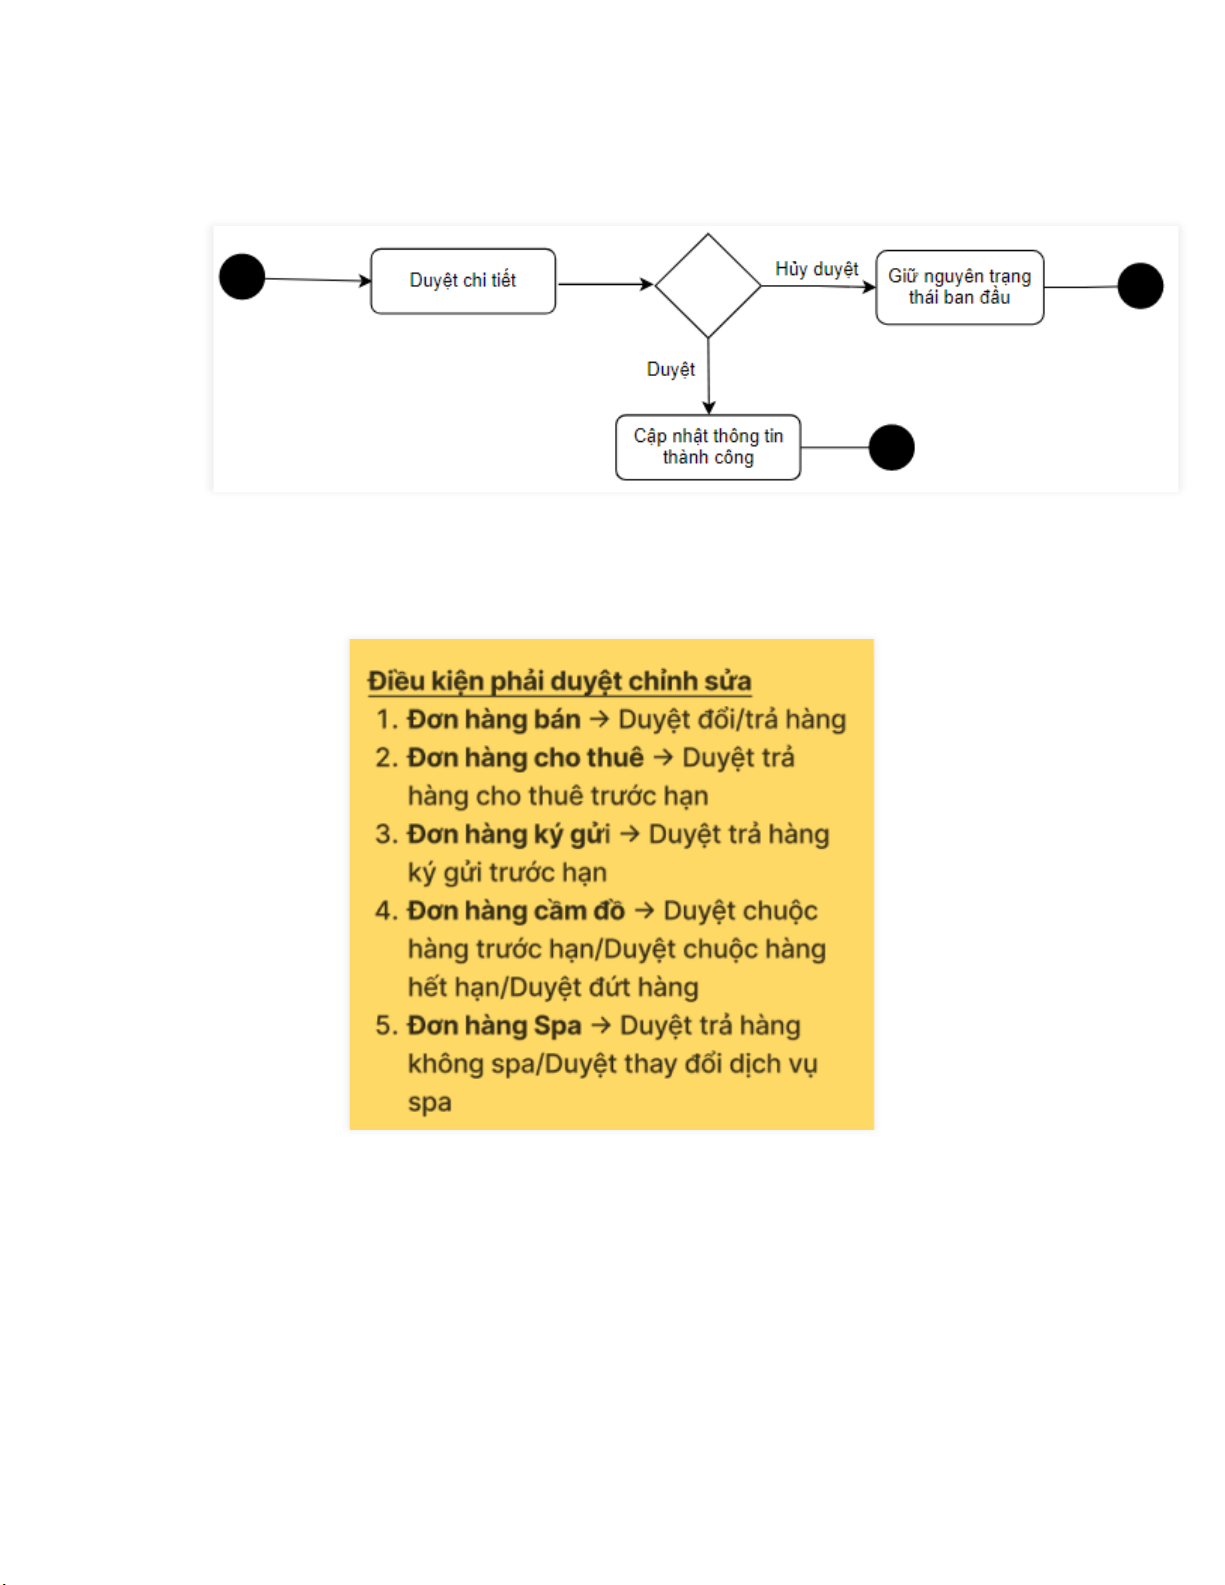 Duyệt chi tiết
Hủy duyệt
Giữ nguyên trạng
thái ban đầu
Duyệt
Cập nhật thông tin
thành công
Điều kiện phải duyệt chỉnh sửa
1. Đơn hàng bán → Duyệt đổi/trả hàng
2. Đơn hàng cho thuê → Duyệt trả
hàng cho thuê trước hạn
3. Đơn hàng ký gửi → Duyệt trả hàng
ký gửi trước hạn
4. Đơn hàng cầm đồ → Duyệt chuộc
hàng trước hạn/Duyệt chuộc hàng
hết hạn/Duyệt đứt hàng
5. Đơn hàng Spa → Duyệt trả hàng
không spa/Duyệt thay đổi dịch vụ
spa